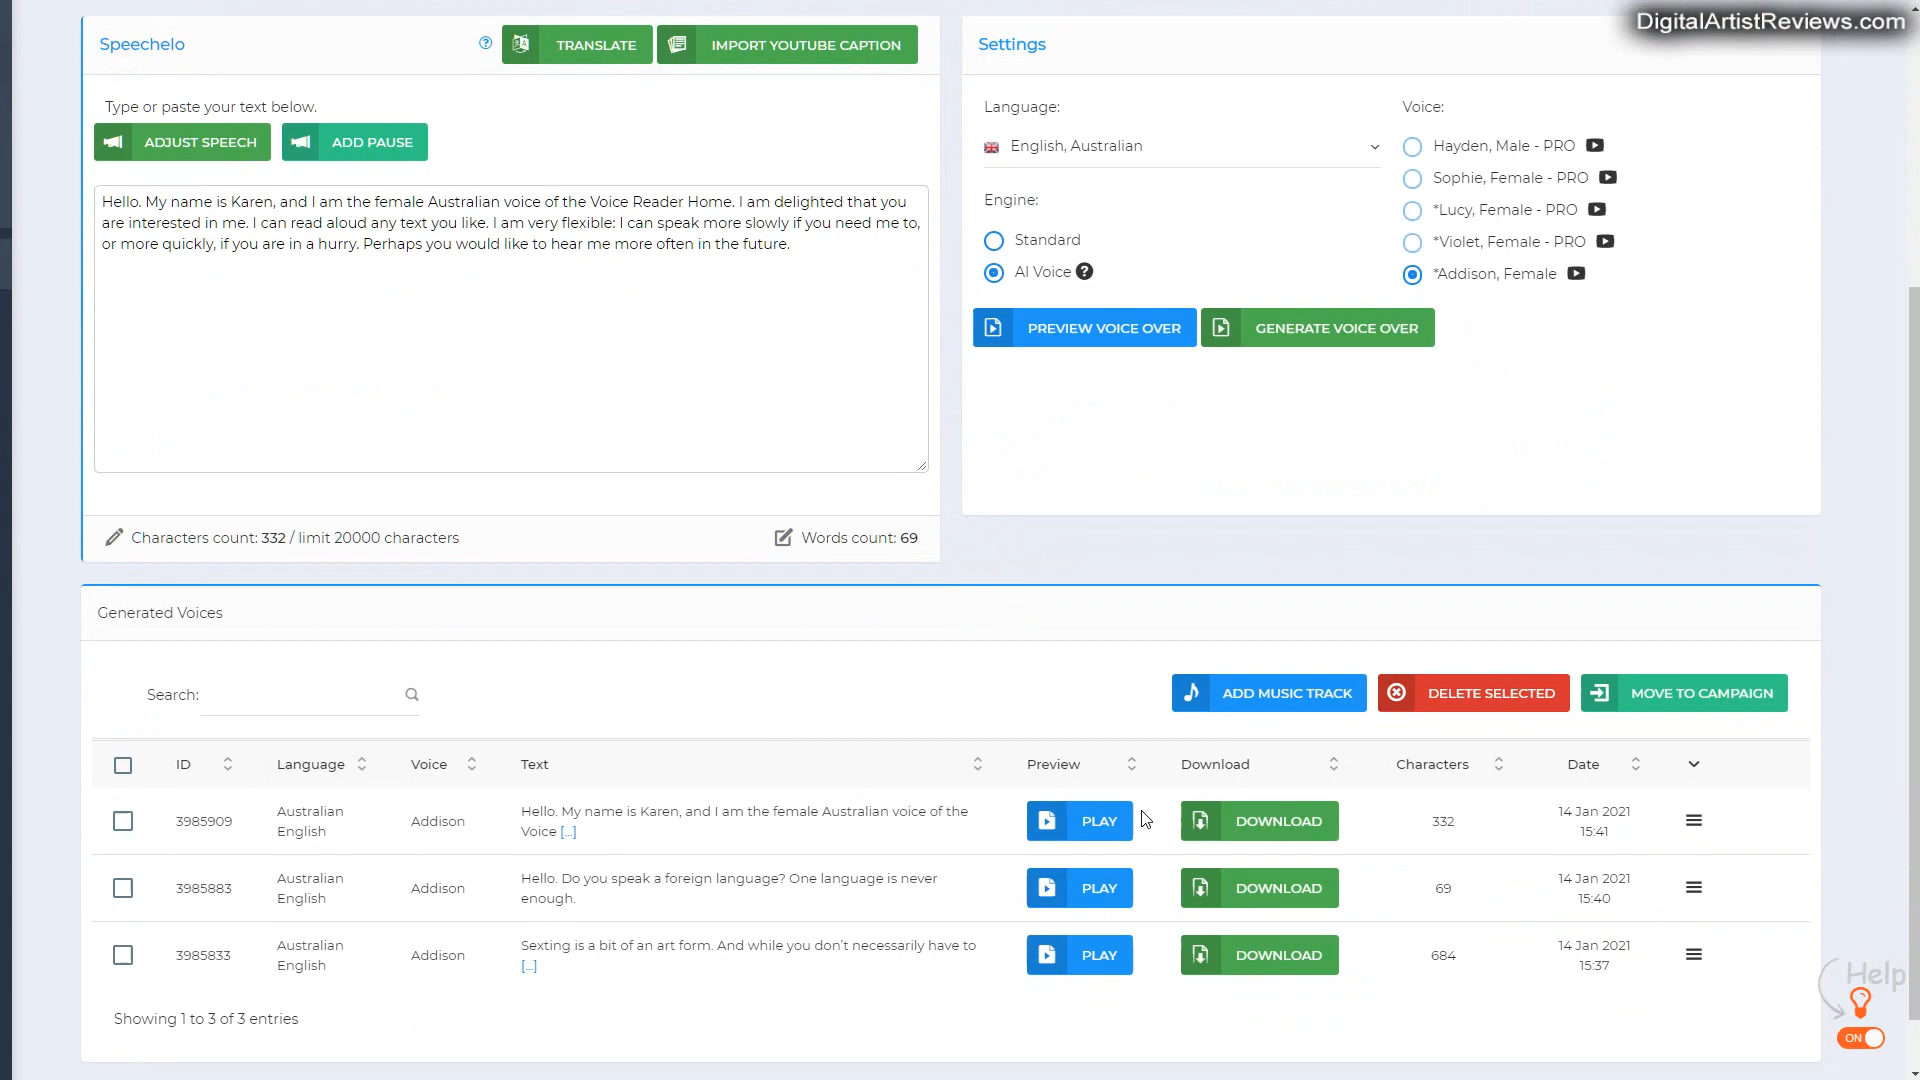 DigitalArtistReviews.com
Speechelo
TRANSLATE
IMPORT YOUTUBE CAPTION
Settings
Type or paste your text below.
ADJUST SPEECH
ADD PAUSE
Hello. My name is Karen, and I am the female Australian voice of the Voice Reader Home. I am delighted that you
are interested in me. I can read aloud any text you like. I am very flexible: I can speak more slowly if you need me to,
or more quickly, if you are in a hurry. Perhaps you would like to hear me more often in the future.
Characters count: 332 / limit 20000 characters
Words count: 69
Language:
English, Australian
Engine:
Standard
AI Voice ?
Voice:
Hayden, Male - PRO
Sophie, Female - PRO
*Lucy, Female - PRO
*Violet, Female - PRO
*Addison, Female
PREVIEW VOICE OVER
GENERATE VOICE OVER
Generated Voices
Search:
ADD MUSIC TRACK
DELETE SELECTED
MOVE TO CAMPAIGN
ID Language Voice Text Preview Download Characters Date
3985909 Australian Addison Hello. My name is Karen, and I am the female Australian voice of the PLAY DOWNLOAD 332 14 Jan 2021
English Voice [...] 15:41
3985883 Australian Addison Hello. Do you speak a foreign language? One language is never PLAY DOWNLOAD 69 14 Jan 2021
English enough. 15:40
3985833 Australian Addison Sexting is a bit of an art form. And while you don't necessarily have to PLAY DOWNLOAD 684 14 Jan 2021
English [...] 15:37
Showing 1 to 3 of 3 entries
Help
ON